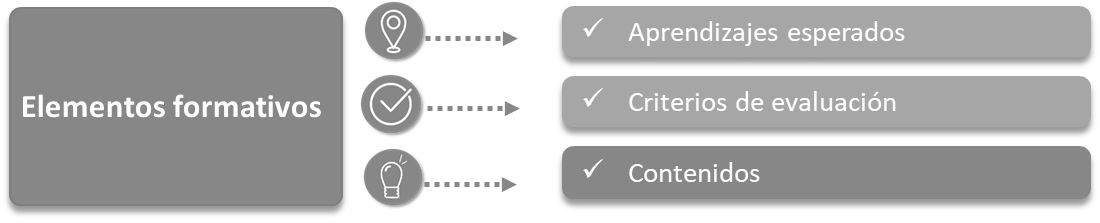 Elementos formativos
✓ Aprendizajes esperados
✓ Criterios de evaluación
✓ Contenidos